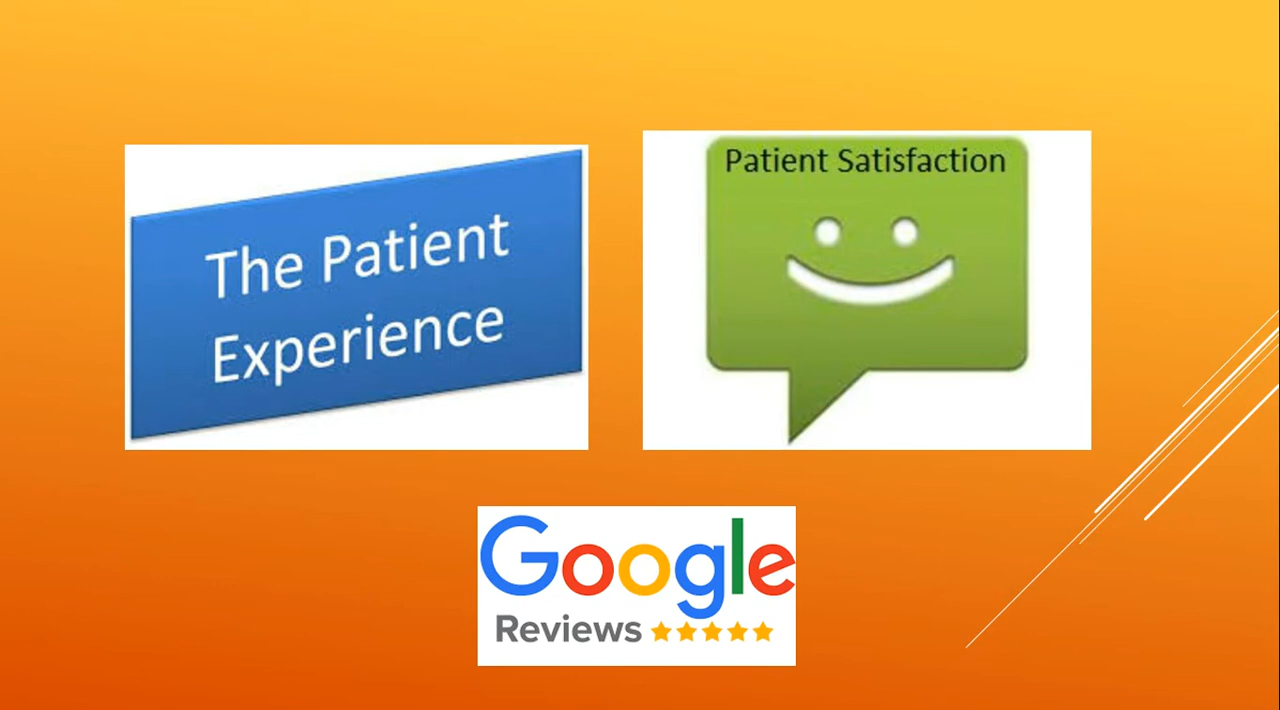 The Patient
Experience
Patient Satisfaction
Google
Reviews